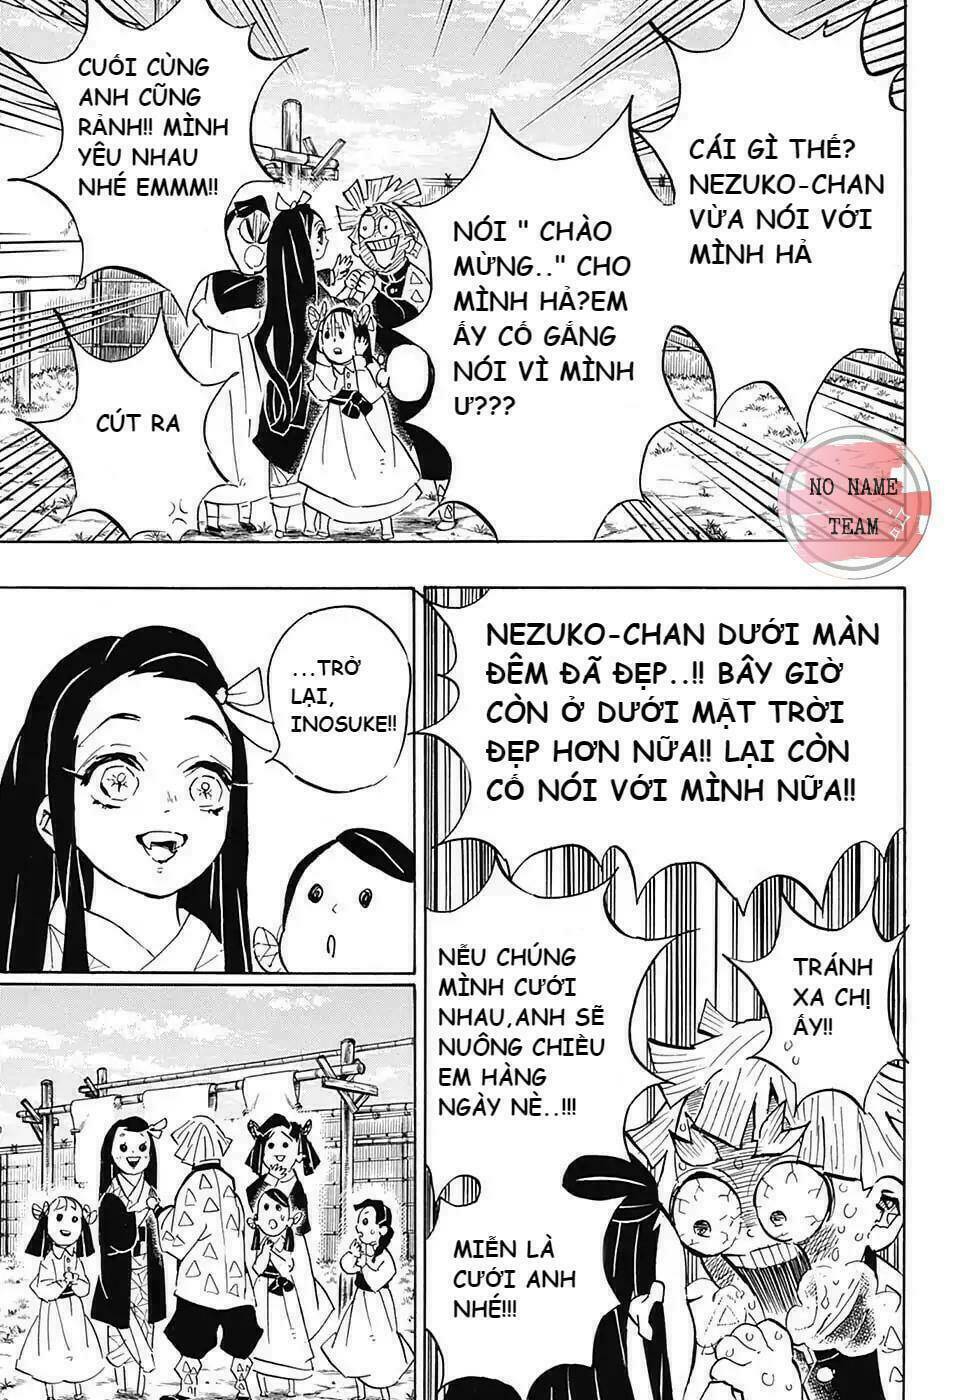 CÁI GÌ THẾ?
NEZUKO-CHAN
VỪA NÓI VỚI
MÌNH HẢ
NÓI " CHÀO
MỪNG.." CHO
MÌNH HẢ?EM
ẤY CỐ GẮNG
NÓI VÌ MÌNH
Ư???
CUỐI CÙNG
ANH CŨNG
RẢNH!! MÌNH
YÊU NHAU
NHÉ EMMM!!
CÚT RA
NO NAME
TEAM
NEZUKO-CHAN DƯỚI MÀN
ĐÊM ĐÃ ĐẸP..!! BÂY GIỜ
CÒN Ở DƯỚI MẶT TRỜI
ĐẸP HƠN NỮA!! LẠI CÒN
CỐ NÓI VỚI MÌNH NỮA!!
TRÁNH
XA CHỊ
ẤY!!
NỄU CHÚNG
MÌNH CƯỚI
NHAU,ANH SẼ
NUÔNG CHIỀU
EM HÀNG
NGÀY NÈ..!!!
MIỄN LÀ
CƯỚI ANH
NHÉ!!!
...TRỞ
LẠI,
INOSUKE!!